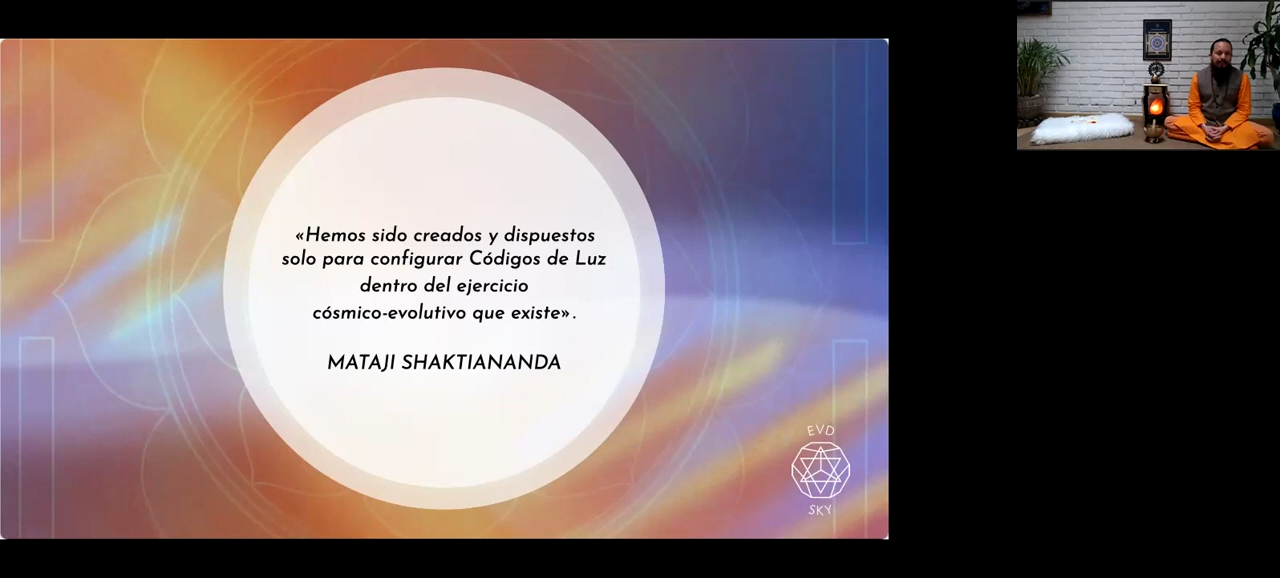 «Hemos sido creados y dispuestos
solo para configurar Códigos de Luz
dentro del ejercicio
cósmico-evolutivo que existe».
MATAJI SHAKTIANANDA
EVD
SKY